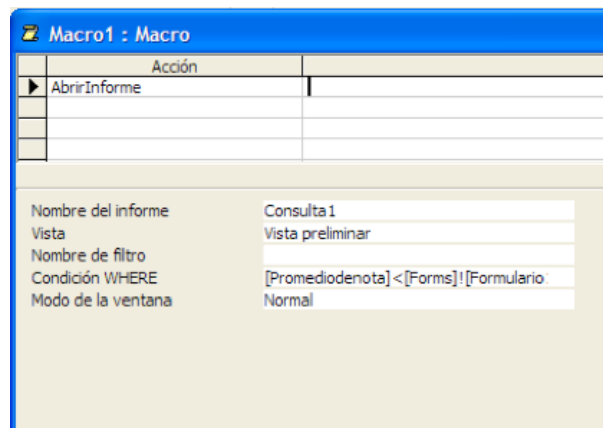 Macro1 : Macro
Acción
AbrirInforme
Nombre del informe Consulta1
Vista Vista preliminar
Nombre de filtro
Condición WHERE [Promediodenota]<[Forms]![Formulario
Modo de la ventana Normal